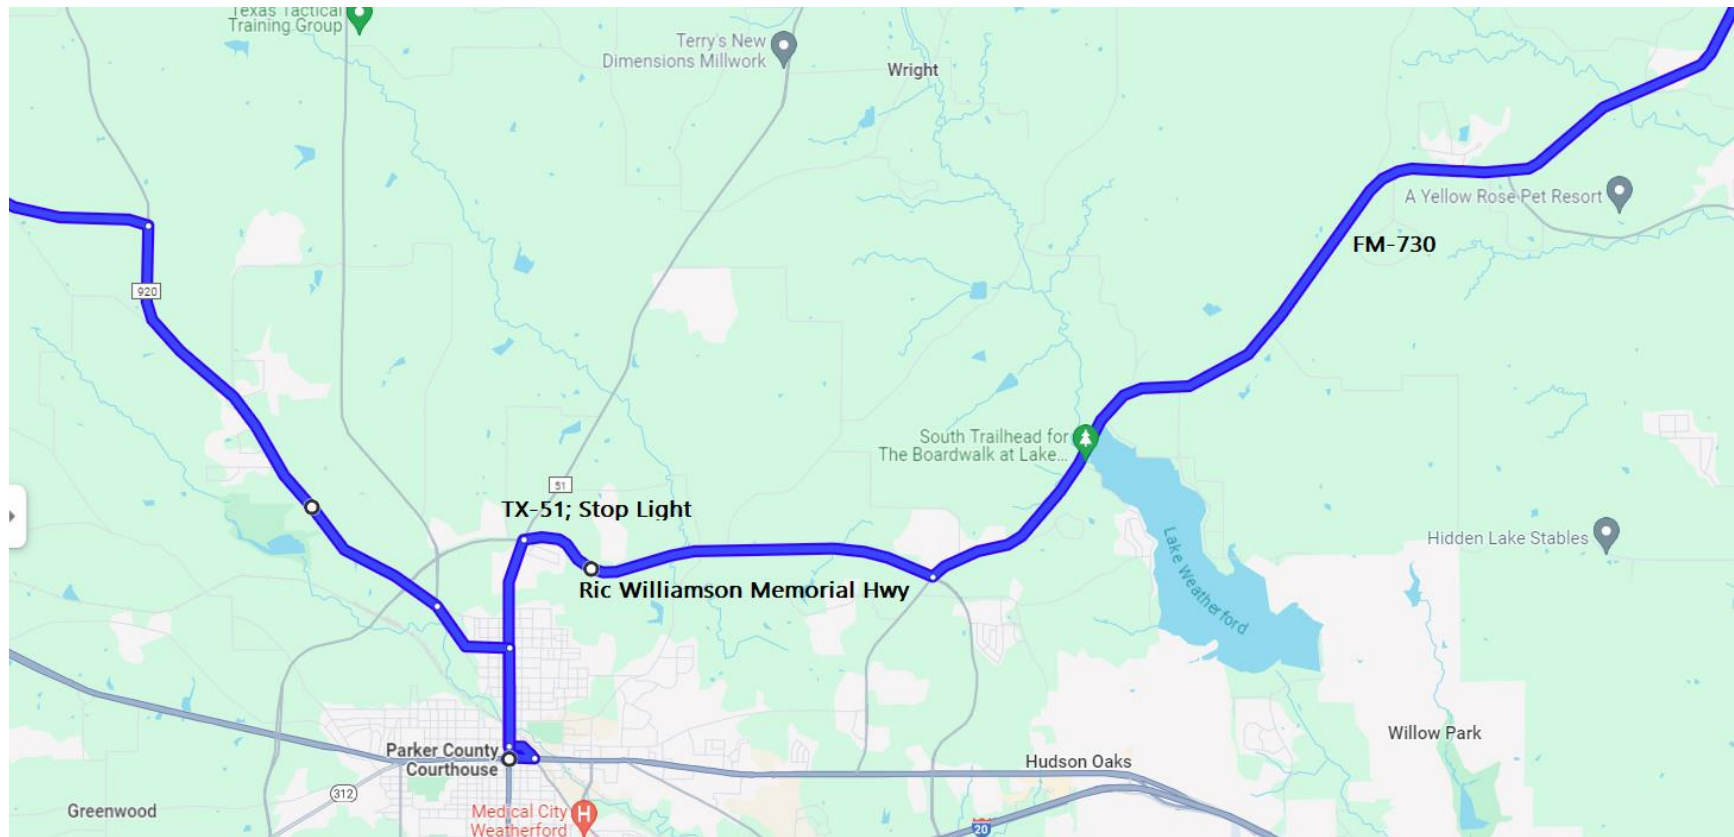 Texas Tactical
Training Group
Terry's New
Dimensions Millwork
Wright
A Yellow Rose Pet Resort
FM-730
920
South Trailhead for
The Boardwalk at Lake...
51
TX-51; Stop Light
Lake Weatherford
Hidden Lake Stables
Ric Williamson Memorial Hwy
Parker County
Courthouse
Willow Park
Hudson Oaks
312
Greenwood
Medical City
Weatherford
H
20